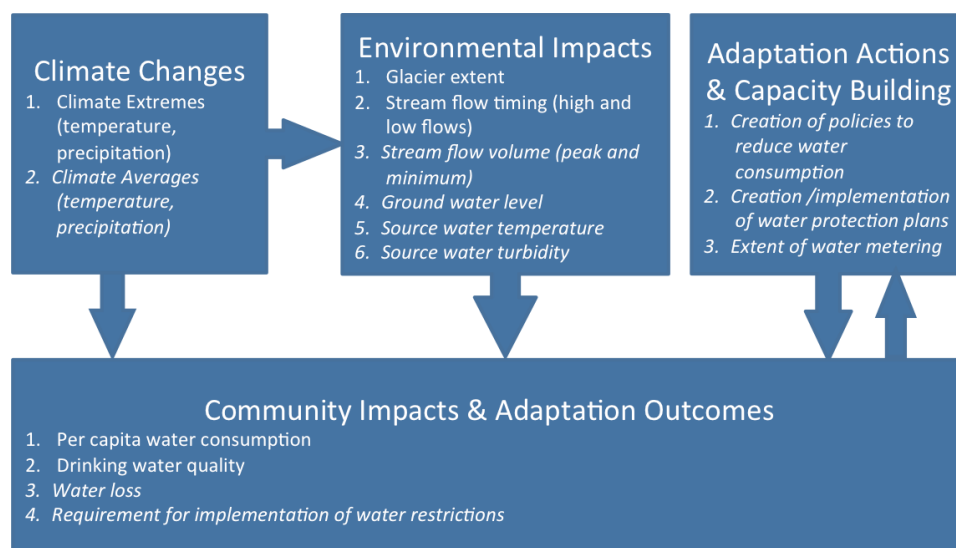 Climate Changes
1. Climate Extremes
(temperature,
precipitation)
2. Climate Averages
(temperature,
precipitation)
Environmental Impacts
1. Glacier extent
2. Stream flow timing (high and
low flows)
3. Stream flow volume (peak and
minimum)
4. Ground water level
5. Source water temperature
6. Source water turbidity
Adaptation Actions
& Capacity Building
1. Creation of policies to
reduce water
consumption
2. Creation /implementation
of water protection plans
3. Extent of water metering
Community Impacts & Adaptation Outcomes
1. Per capita water consumption
2. Drinking water quality
3. Water loss
4. Requirement for implementation of water restrictions